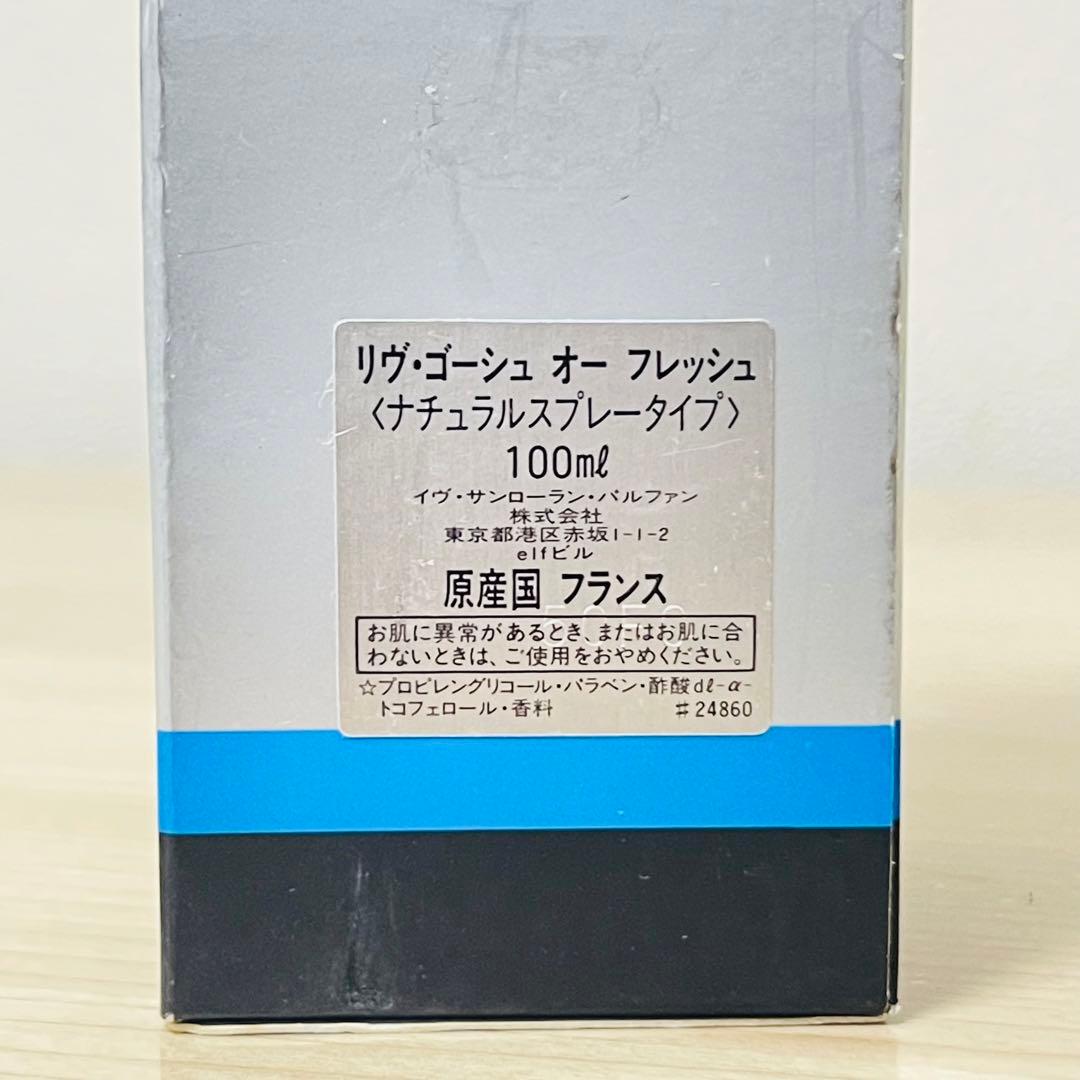 リヴ・ゴーシュ オー フレッシュ
〈ナチュラルスプレータイプ〉
100mℓ
イヴ・サンローラン・パルファン
株式会社
東京都港区赤坂1-1-2
elfビル
原産国 フランス
お肌に異常があるとき、またはお肌に合
わないときは、ご使用をおやめください。
☆プロピレングリコール・パラベン・酢酸dℓ-α-
トコフェロール・香料 #24860